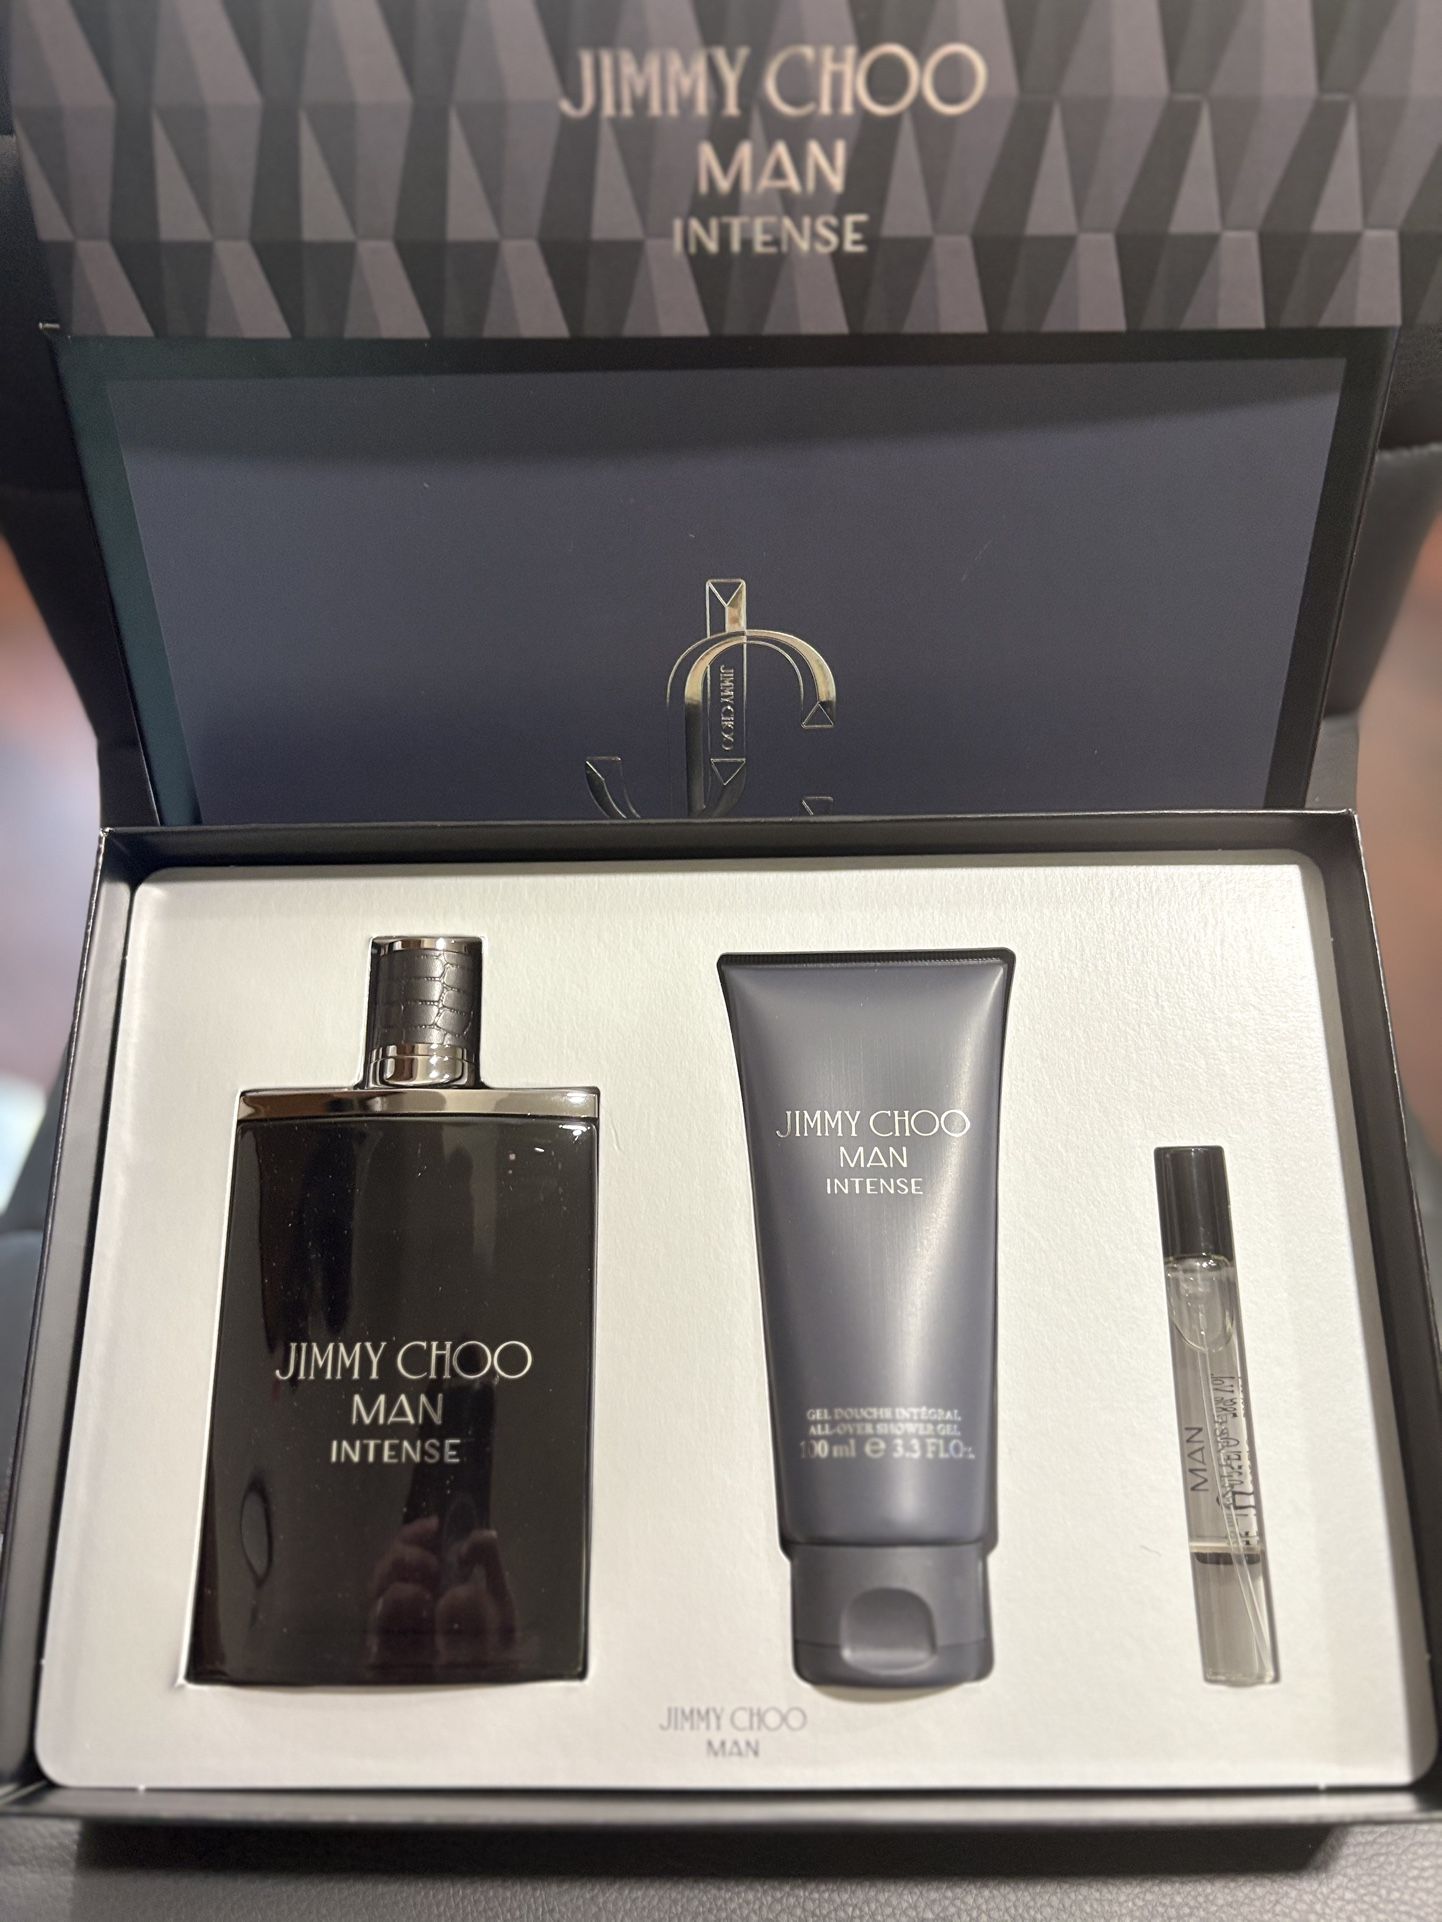 JIMMY CHOO
MAN
INTENSE
JIMMY CHOO
JIMMY CHOO
MAN
INTENSE
JIMMY CHOO
MAN
INTENSE
GEL DOUCHE INTÉGRAL
ALL-OVER SHOWER GEL
100 ml e 3.3 FL.Oz.
MAN
JIMMY CHOO
MAN